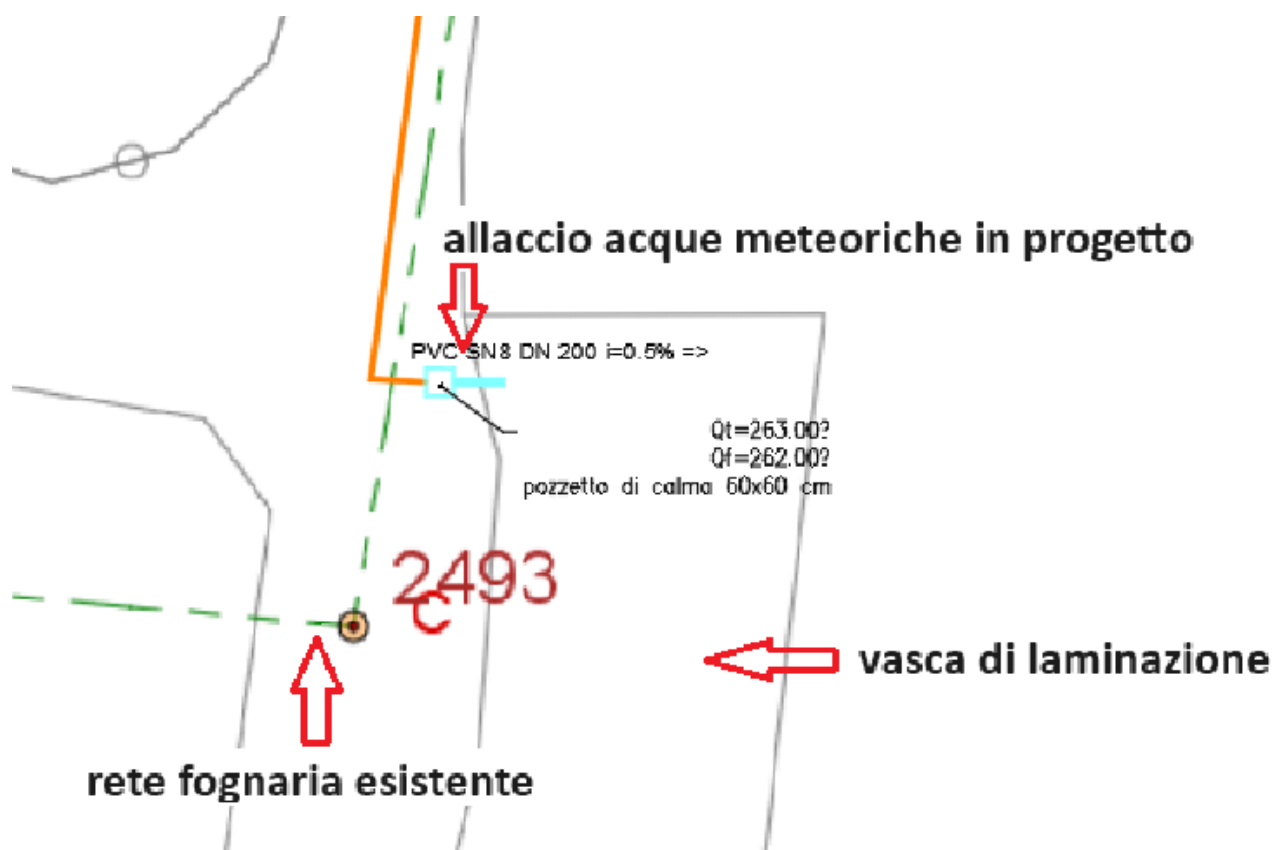 allaccio acque meteoriche in progetto
PVC SN8 DN 200 i=0.5% =>
Qt=263.00?
Qf=262.00?
pozzetto di calma 60x60 cm
2493
C
vasca di laminazione
rete fognaria esistente